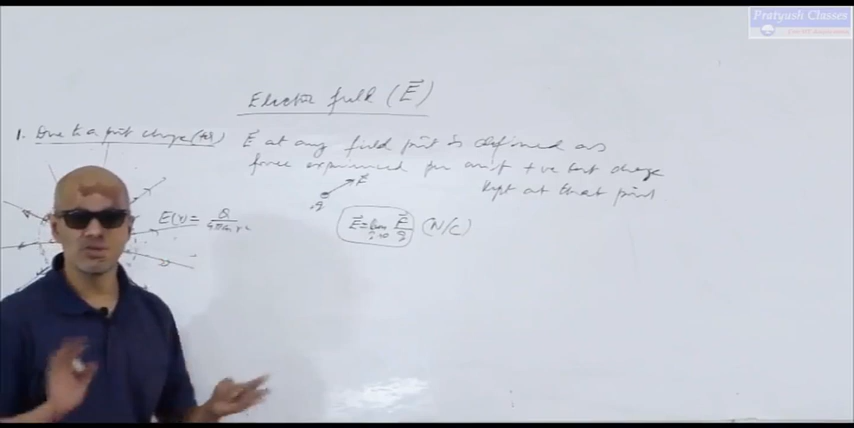 Pratyush Classes
Electric field (E⃗)
1. Due to a point charge (+Q)
E⃗ at any field point is defined as
force experienced per unit +ve test charge
kept at that point
F⃗
q
E(r) = Q/4πε₀r²
E⃗ = lim q→0 F⃗/q (N/C)